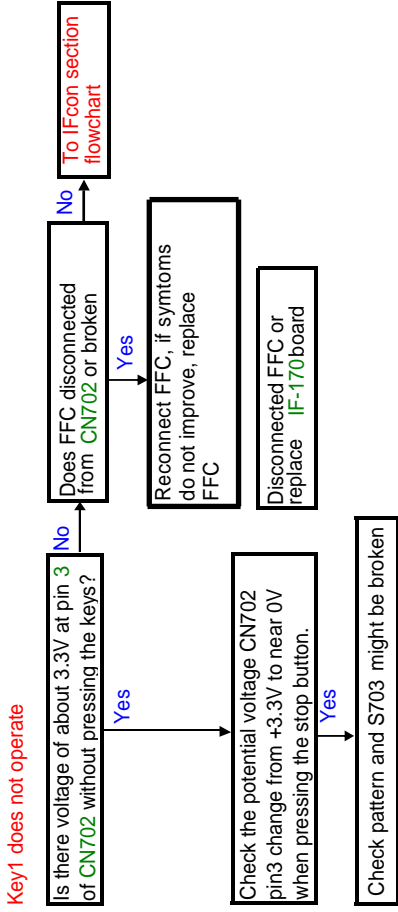 Key1 does not operate
Is there voltage of about 3.3V at pin 3
of CN702 without pressing the keys?
No
Does FFC disconnected
from CN702 or broken
No
To IFcon section
flowchart
Yes
Reconnect FFC, if symtoms
do not improve, replace
FFC
Yes
Check the potential voltage CN702
pin3 change from +3.3V to near 0V
when pressing the stop button.
Disconnected FFC or
replace IF-170board
Yes
Check pattern and S703 might be broken